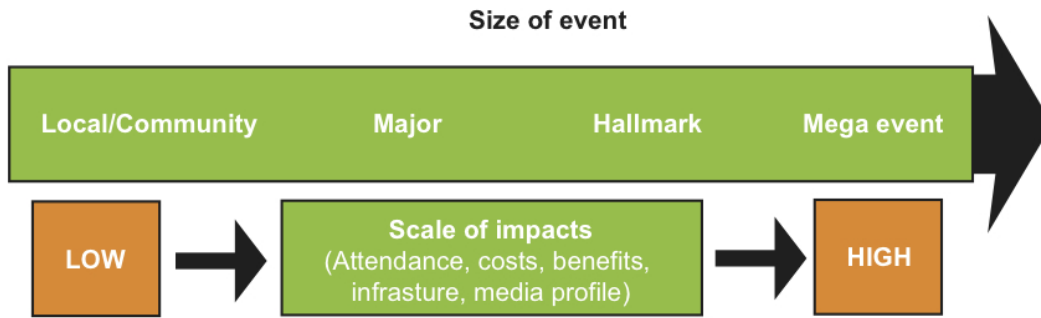 Size of event
Local/Community Major Hallmark Mega event
LOW
Scale of impacts
(Attendance, costs, benefits,
infrasture, media profile)
HIGH